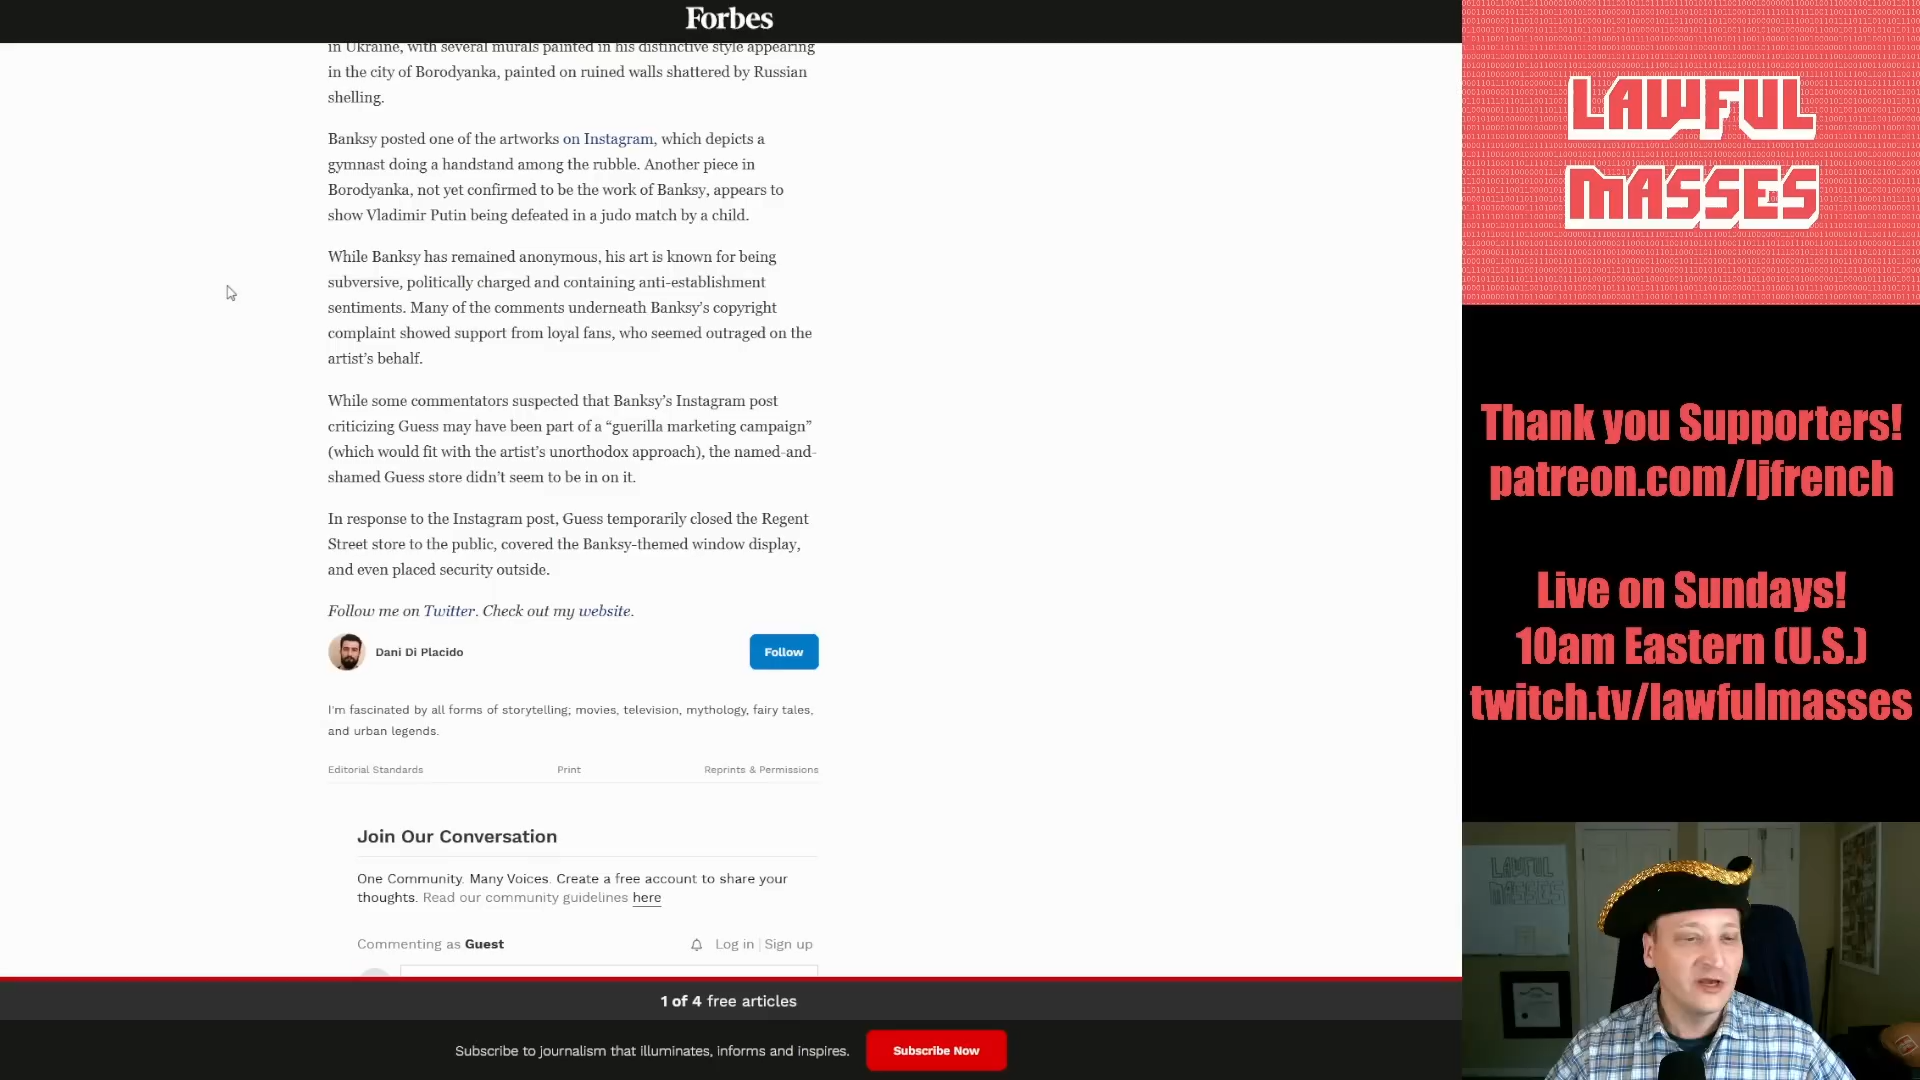 Forbes
in Ukraine, with several murals painted in his distinctive style appearing
in the city of Borodyanka, painted on ruined walls shattered by Russian
shelling.
Banksy posted one of the artworks on Instagram, which depicts a
gymnast doing a handstand among the rubble. Another piece in
Borodyanka, not yet confirmed to be the work of Banksy, appears to
show Vladimir Putin being defeated in a judo match by a child.
While Banksy has remained anonymous, his art is known for being
subversive, politically charged and containing anti-establishment
sentiments. Many of the comments underneath Banksy’s copyright
complaint showed support from loyal fans, who seemed outraged on the
artist’s behalf.
While some commentators suspected that Banksy’s Instagram post
criticizing Guess may have been part of a “guerilla marketing campaign”
(which would fit with the artist’s unorthodox approach), the named-and-
shamed Guess store didn’t seem to be in on it.
In response to the Instagram post, Guess temporarily closed the Regent
Street store to the public, covered the Banksy-themed window display,
and even placed security outside.
Follow me on Twitter. Check out my website.
Dani Di Placido
Follow
I'm fascinated by all forms of storytelling; movies, television, mythology, fairy tales,
and urban legends.
Editorial Standards
Print
Reprints & Permissions
Join Our Conversation
One Community. Many Voices. Create a free account to share your
thoughts. Read our community guidelines here
Commenting as Guest
Log in | Sign up
1 of 4 free articles
Subscribe to journalism that illuminates, informs and inspires.
Subscribe Now
LAWFUL
MASSES
Thank you Supporters!
patreon.com/ljfrench
Live on Sundays!
10am Eastern (U.S.)
twitch.tv/lawfulmasses
LAWFUL
MASSES